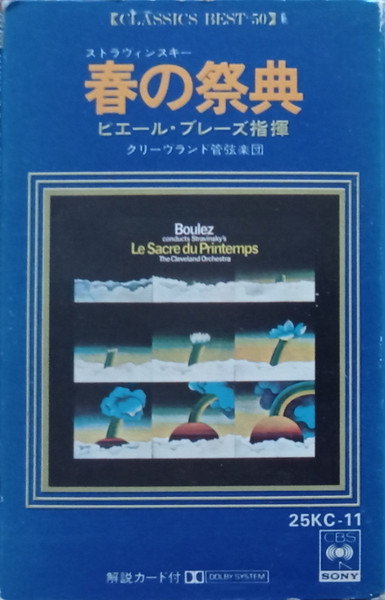 【CLASSICS BEST·50】
ストラヴィンスキー
春の祭典
ピエール・ブレーズ指揮
クリーヴランド管弦楽団
Boulez
conducts Stravinsky's
Le Sacre du Printemps
The Cleveland Orchestra
25KC-11
CBS
SONY
解説カード付 DOLBY SYSTEM